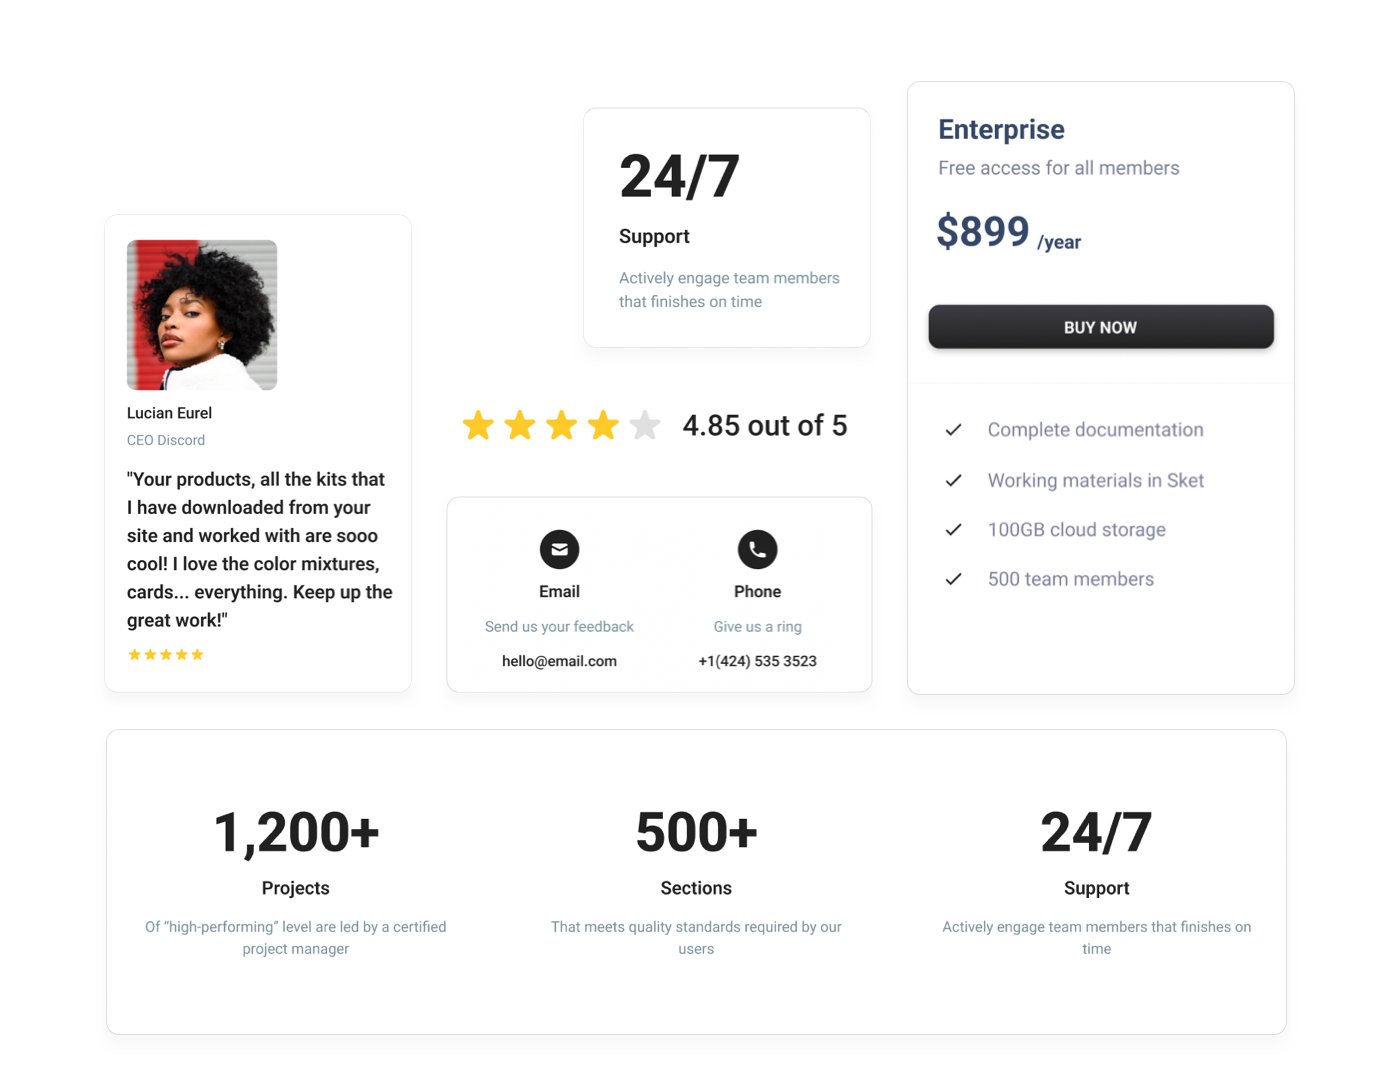 24/7
Support
Actively engage team members
that finishes on time
Enterprise
Free access for all members
$899 /year
BUY NOW
Complete documentation
Working materials in Sket
100GB cloud storage
500 team members
Lucian Eurel
CEO Discord
"Your products, all the kits that
I have downloaded from your
site and worked with are sooo
cool! I love the color mixtures,
cards... everything. Keep up the
great work!"
4.85 out of 5
Email
Send us your feedback
hello@email.com
Phone
Give us a ring
+1(424) 535 3523
1,200+
Projects
Of “high-performing” level are led by a certified
project manager
500+
Sections
That meets quality standards required by our
users
24/7
Support
Actively engage team members that finishes on
time